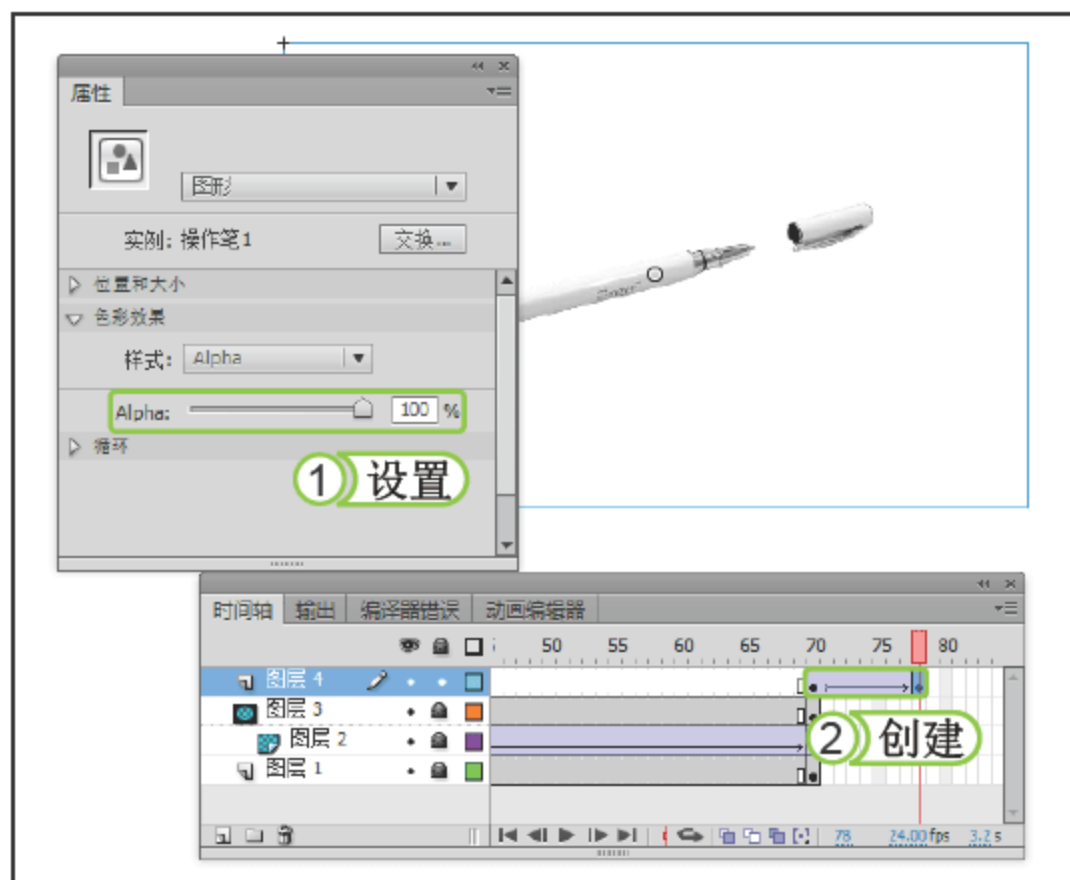 属性
图形
实例: 操作笔1
交换...
位置和大小
色彩效果
样式: Alpha
Alpha: 100 %
循环
1 设置
时间轴 输出 编译器错误 动画编辑器
50 55 60 65 70 75 80
图层 4
图层 3
图层 2
图层 1
2 创建
78 24.00 fps 3.2 s